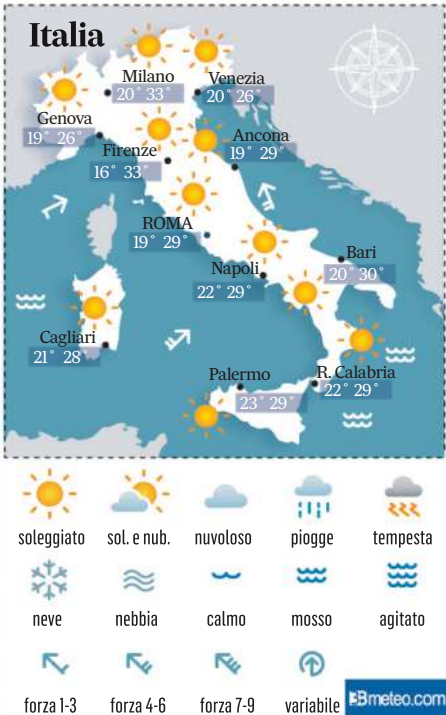 Italia
Milano
20° 33°
Venezia
20° 26°
Genova
19° 26°
Firenze
16° 33°
Ancona
19° 29°
ROMA
19° 29°
Napoli
22° 29°
Bari
20° 30°
Cagliari
21° 28°
Palermo
23° 29°
R. Calabria
22° 29°
soleggiato sol. e nub. nuvoloso piogge tempesta
neve nebbia calmo mosso agitato
forza 1-3 forza 4-6 forza 7-9 variabile
3Bmeteo.com